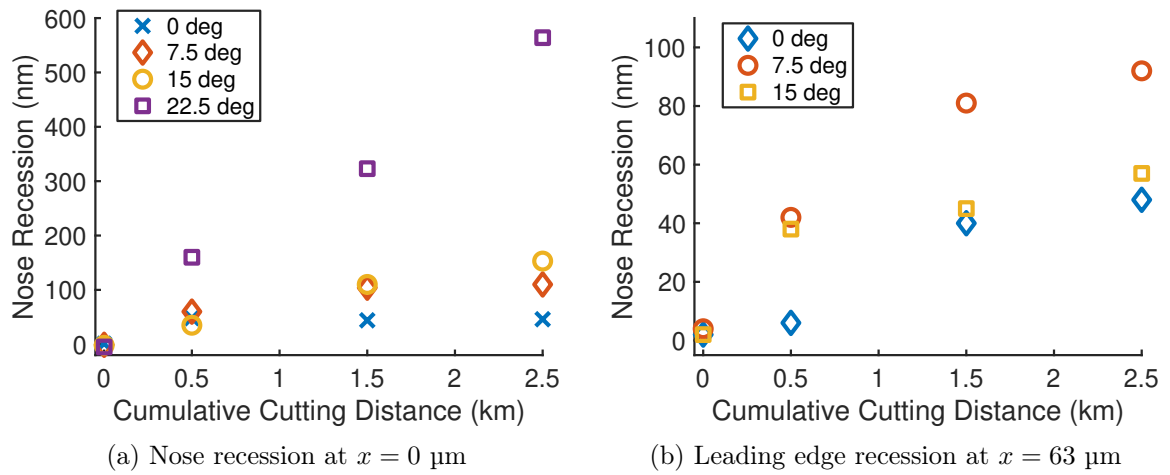 600
500
400
300
200
100
0
Nose Recession (nm)
0 deg
7.5 deg
15 deg
22.5 deg
0 0.5 1 1.5 2 2.5
Cumulative Cutting Distance (km)
(a) Nose recession at x = 0 µm
100
80
60
40
20
0
Nose Recession (nm)
0 deg
7.5 deg
15 deg
0 0.5 1 1.5 2 2.5
Cumulative Cutting Distance (km)
(b) Leading edge recession at x = 63 µm